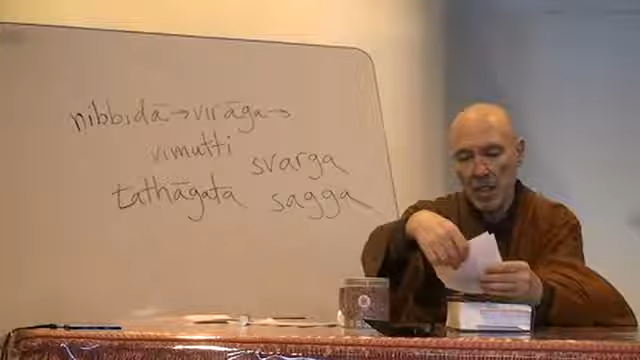 nibbidā→virāga→
vimutti
svarga
tathāgata
sagga